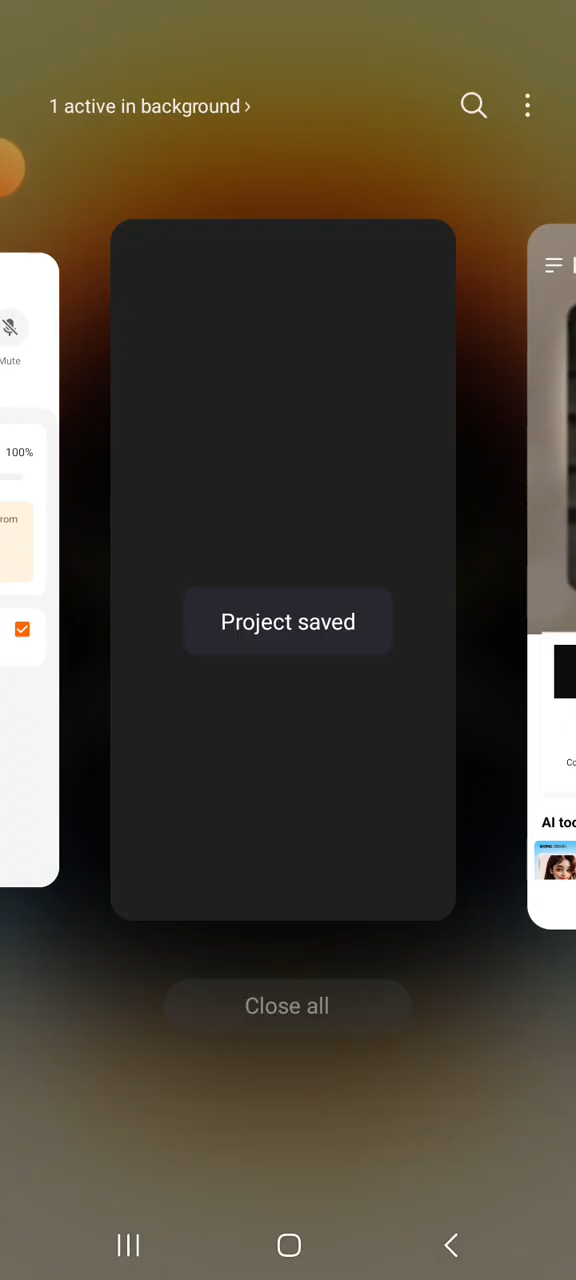 1 active in background >
Mute
100%
rom
Project saved
AI too
Close all